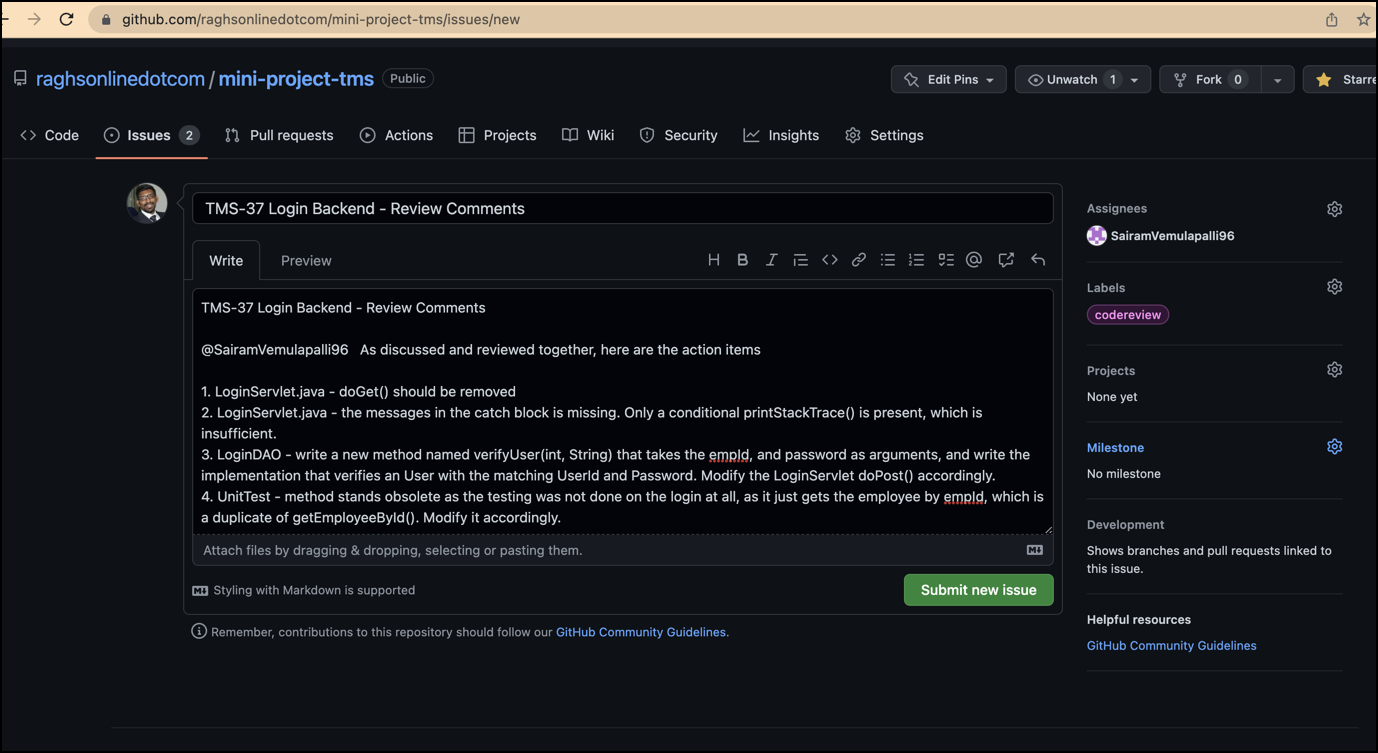 github.com/raghsonlinedotcom/mini-project-tms/issues/new
raghsonlinedotcom / mini-project-tms Public
Edit Pins
Unwatch 1
Fork 0
Starre
Code
Issues 2
Pull requests
Actions
Projects
Wiki
Security
Insights
Settings
TMS-37 Login Backend - Review Comments
Write
Preview
TMS-37 Login Backend - Review Comments
@SairamVemulapalli96 As discussed and reviewed together, here are the action items
1. LoginServlet.java - doGet() should be removed
2. LoginServlet.java - the messages in the catch block is missing. Only a conditional printStackTrace() is present, which is
insufficient.
3. LoginDAO - write a new method named verifyUser(int, String) that takes the empId, and password as arguments, and write the
implementation that verifies an User with the matching UserId and Password. Modify the LoginServlet doPost() accordingly.
4. UnitTest - method stands obsolete as the testing was not done on the login at all, as it just gets the employee by empId, which is
a duplicate of getEmployeeById(). Modify it accordingly.
Attach files by dragging & dropping, selecting or pasting them.
Styling with Markdown is supported
Submit new issue
Remember, contributions to this repository should follow our GitHub Community Guidelines.
Assignees
SairamVemulapalli96
Labels
codereview
Projects
None yet
Milestone
No milestone
Development
Shows branches and pull requests linked to
this issue.
Helpful resources
GitHub Community Guidelines